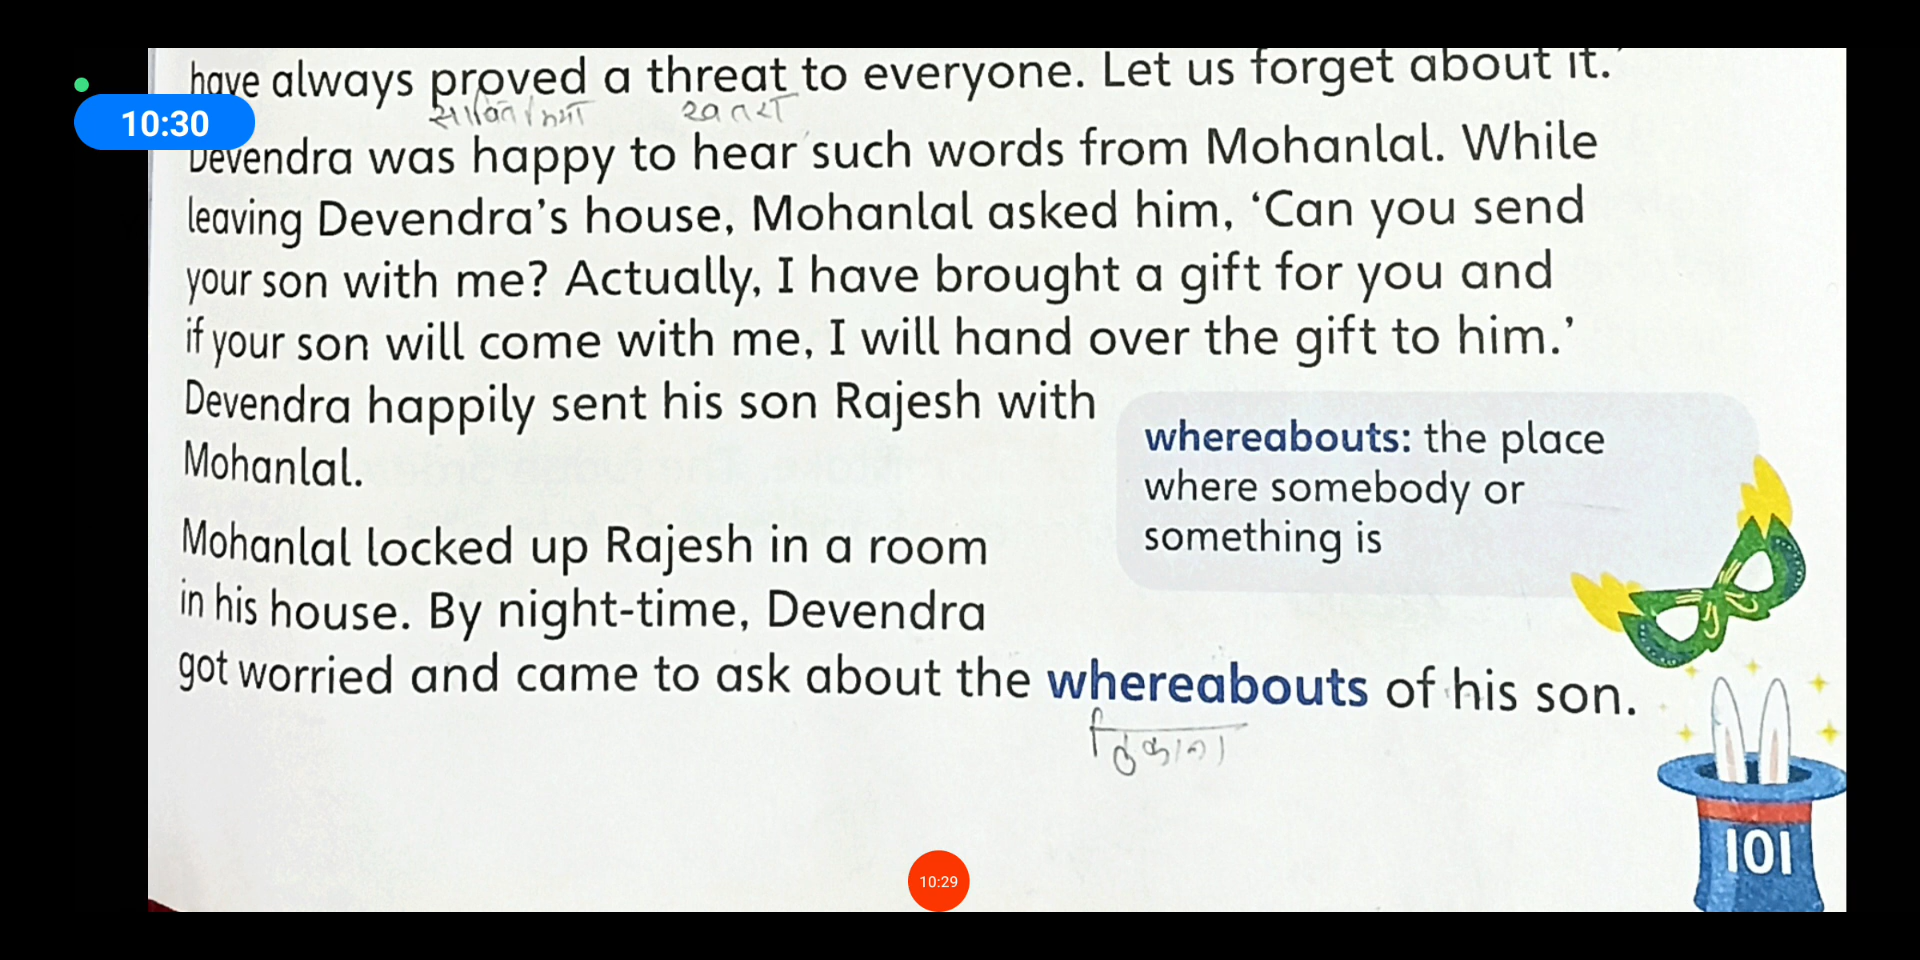 have always proved a threat to everyone. Let us forget about it.’
10:30
Devendra was happy to hear such words from Mohanlal. While
leaving Devendra’s house, Mohanlal asked him, ‘Can you send
your son with me? Actually, I have brought a gift for you and
if your son will come with me, I will hand over the gift to him.’
Devendra happily sent his son Rajesh with
Mohanlal.
whereabouts: the place
where somebody or
something is
Mohanlal locked up Rajesh in a room
in his house. By night-time, Devendra
got worried and came to ask about the whereabouts of his son.
ठिकाना
101
10:29